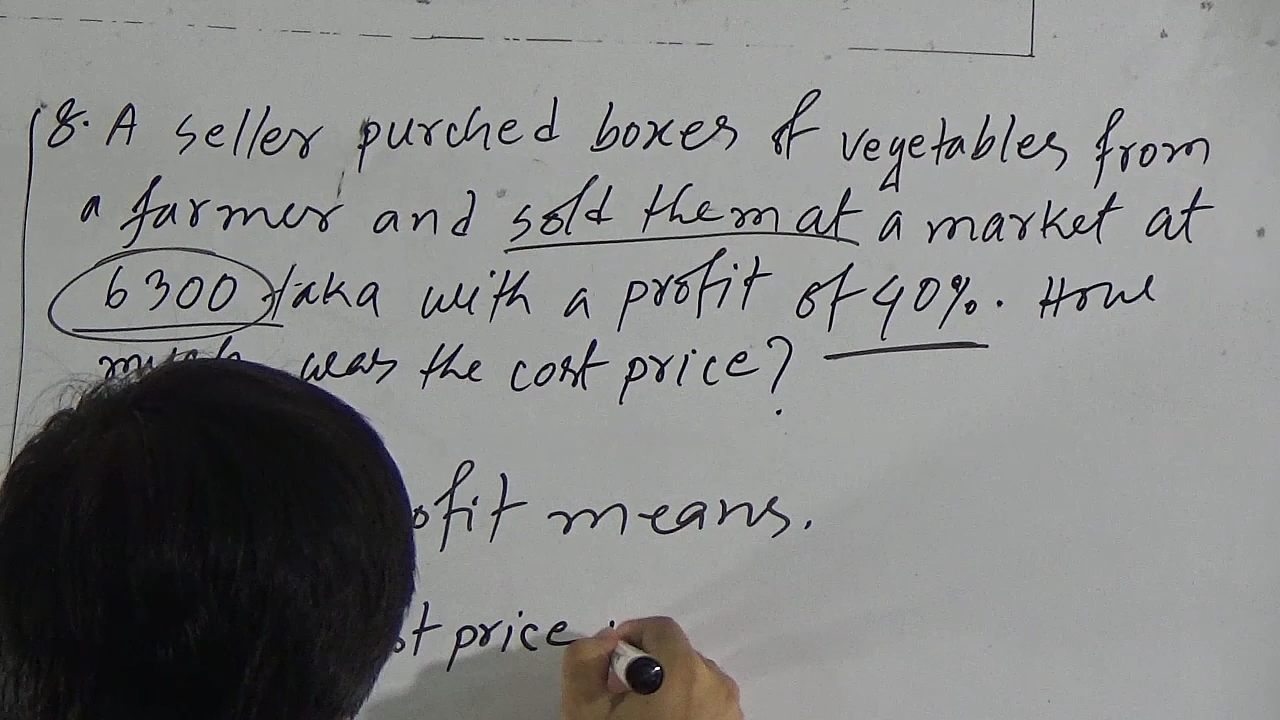 8. A seller purched boxes of vegetables from
a farmer and sold them at a market at
6300 taka with a profit of 40%. How
much was the cost price?
means.
price